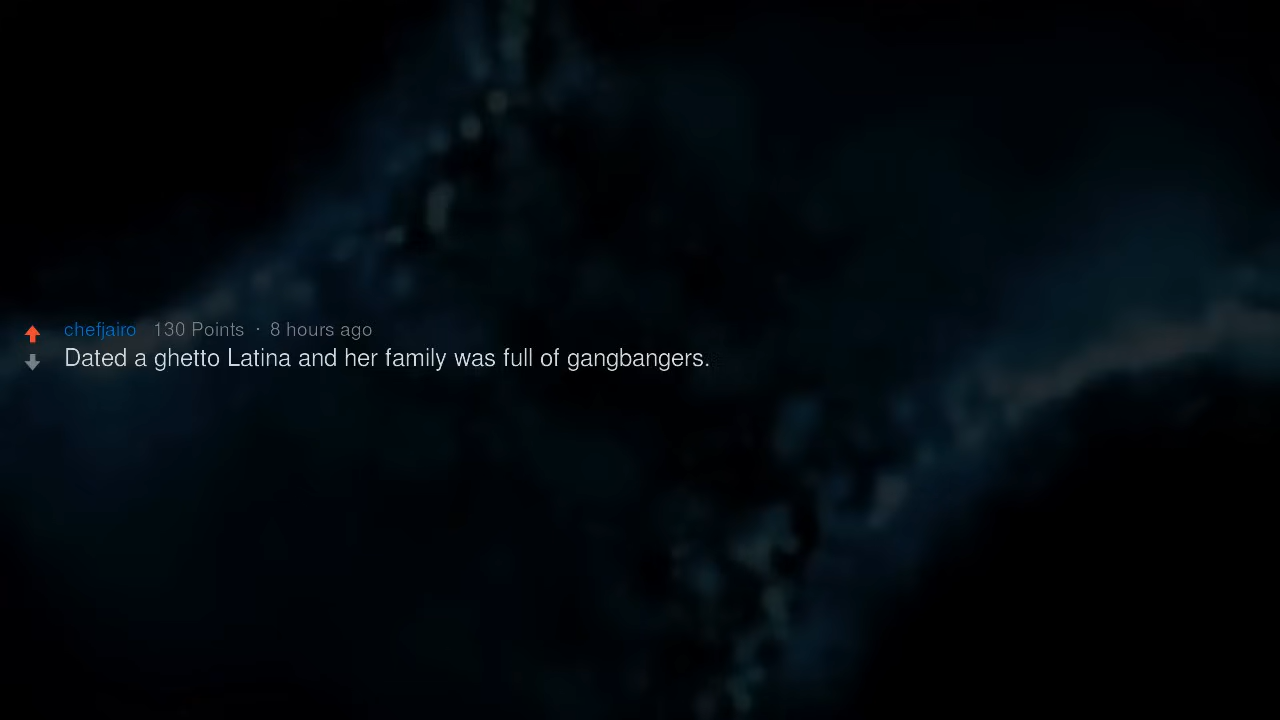 chefjairo 130 Points · 8 hours ago
Dated a ghetto Latina and her family was full of gangbangers.